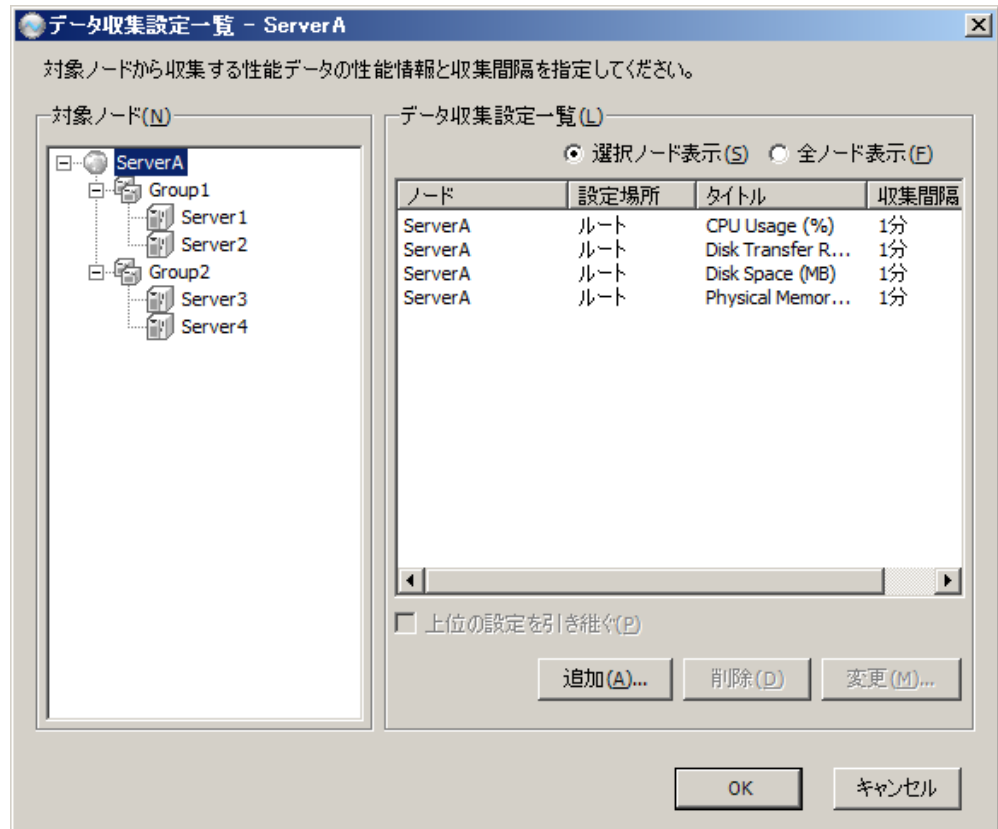 データ収集設定一覧 - ServerA
対象ノードから収集する性能データの性能情報と収集間隔を指定してください。
対象ノード(N)
ServerA
Group1
Server1
Server2
Group2
Server3
Server4
データ収集設定一覧(L)
選択ノード表示(S) 全ノード表示(F)
ノード 設定場所 タイトル 収集間隔
ServerA ルート CPU Usage (%) 1分
ServerA ルート Disk Transfer R... 1分
ServerA ルート Disk Space (MB) 1分
ServerA ルート Physical Memor... 1分
上位の設定を引き継ぐ(P)
追加(A)... 削除(D) 変更(M)...
OK キャンセル